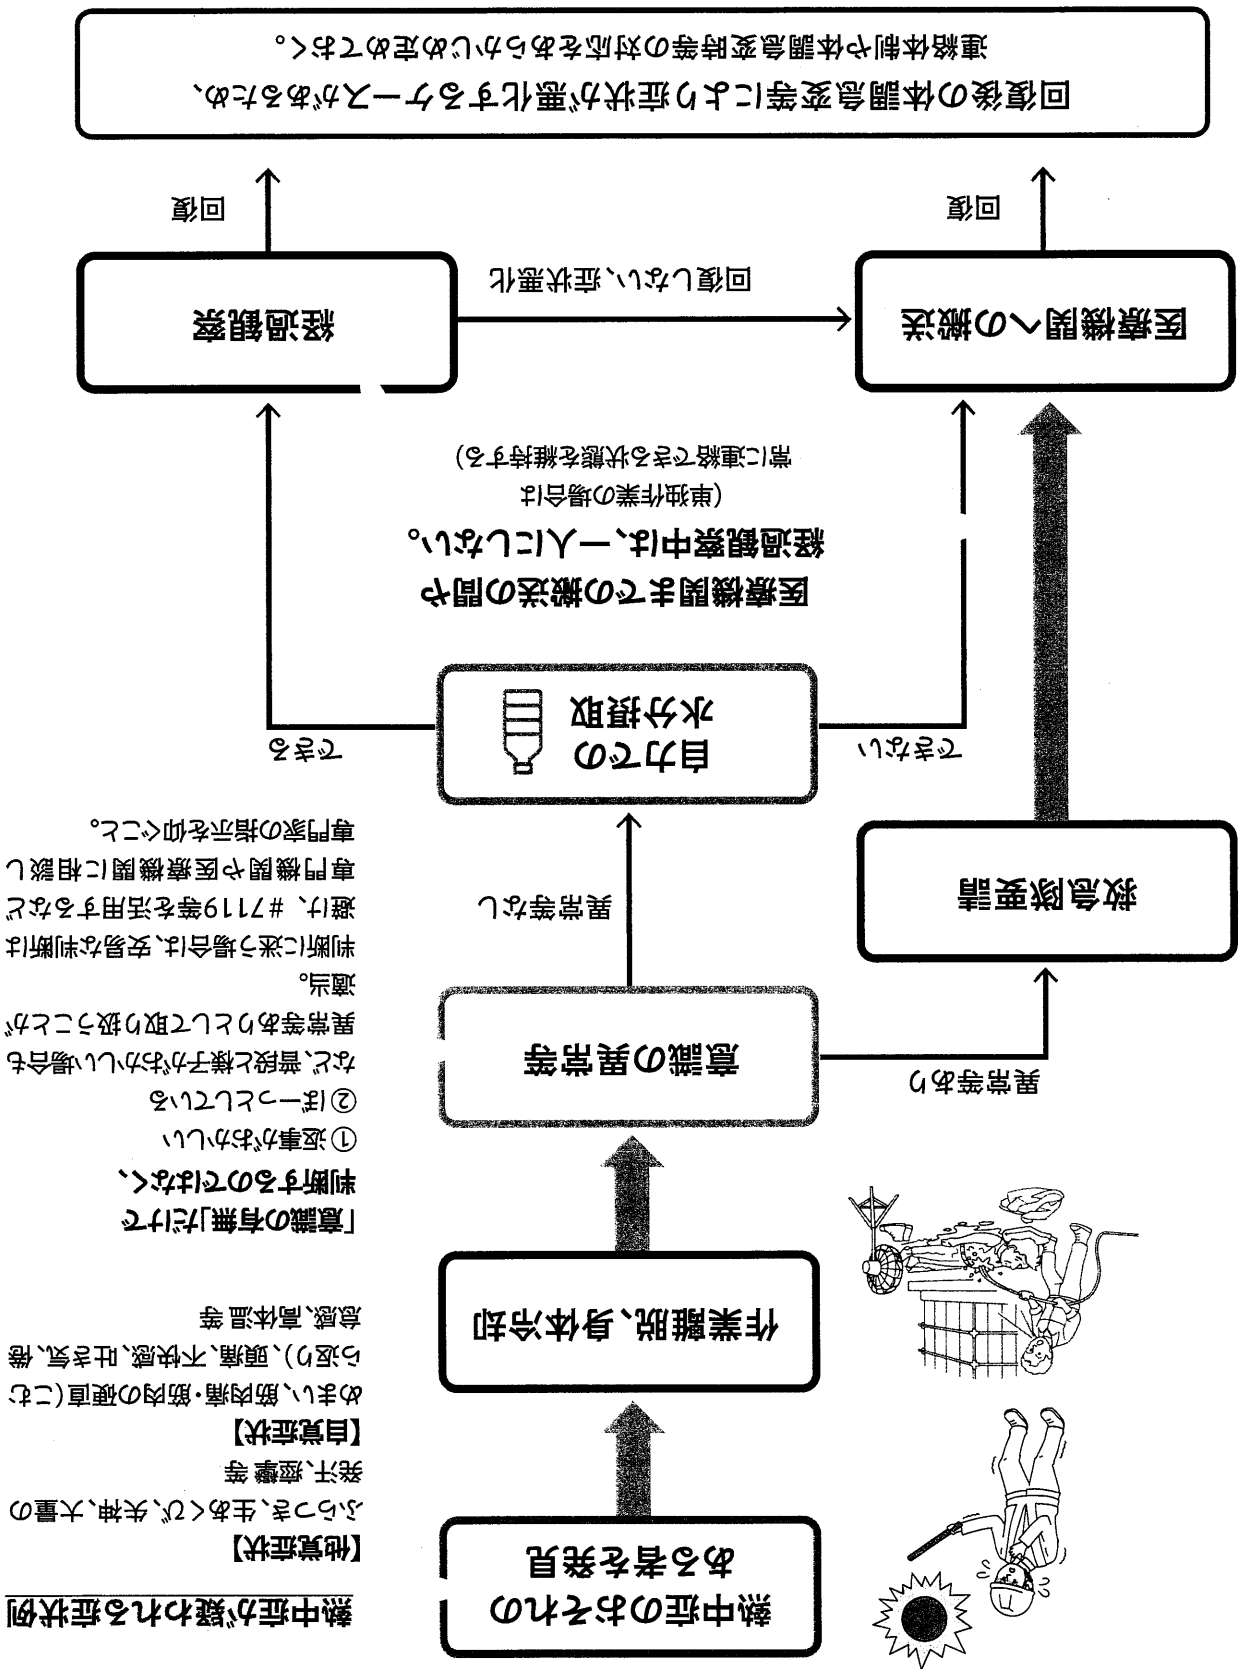 熱中症のおそれの
ある者を発見
熱中症が疑われる症状例
【他覚症状】
ふらつき、生あくび、失神、大量の
発汗、痙攣 等
【自覚症状】
めまい、筋肉痛・筋肉の硬直(こむ
ら返り)、頭痛、不快感、吐き気、倦
怠感、高体温 等
作業離脱、身体冷却
「意識の有無」だけで
判断するのではなく、
① 返事がおかしい
② ぼーっとしている
など、普段と様子がおかしい場合も
異常等ありとして取り扱うことが
適当。
判断に迷う場合は、安易な判断は
避け、#7119等を活用するなど
専門機関や医療機関に相談し
専門家の指示を仰ぐこと。
意識の異常等
異常等あり
異常等なし
救急隊要請
自力での
水分摂取
できない
できる
医療機関までの搬送の間や
経過観察中は、一人にしない。
(単独作業の場合は
常に連絡できる状態を維持する)
医療機関への搬送
回復しない、症状悪化
経過観察
回復
回復
回復後の体調急変等により症状が悪化するケースがあるため、
連絡体制や体調急変時等の対応をあらかじめ定めておく。